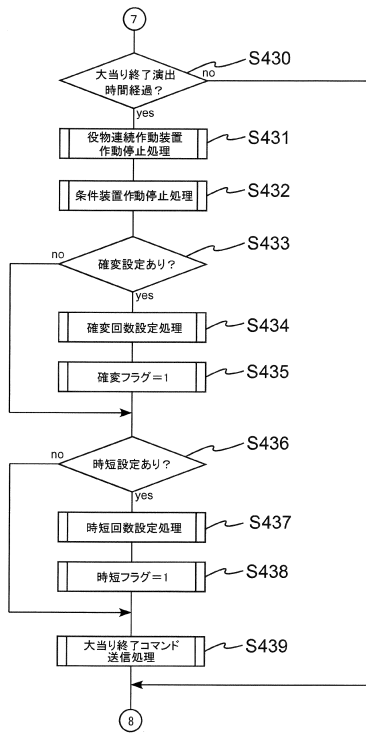 7
大当り終了演出
時間経過？
S430
no
yes
役物連続作動装置
作動停止処理
S431
条件装置作動停止処理
S432
確変設定あり？
S433
no
yes
確変回数設定処理
S434
確変フラグ=1
S435
時短設定あり？
S436
no
yes
時短回数設定処理
S437
時短フラグ=1
S438
大当り終了コマンド
送信処理
S439
8